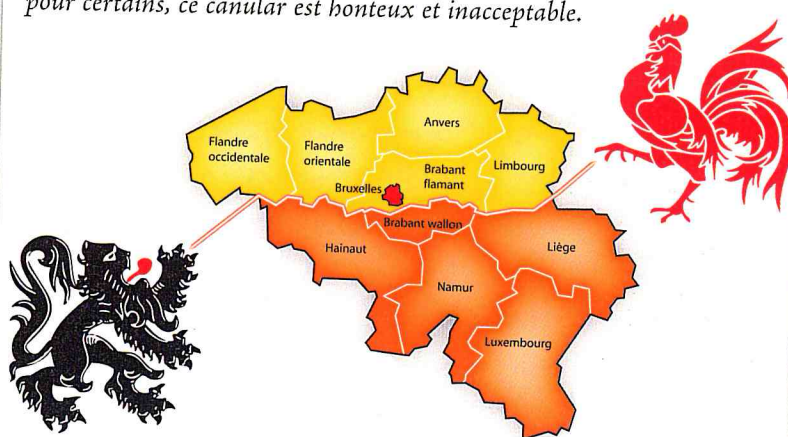 pour certains, ce canular est honteux et inacceptable.
Anvers
Flandre
occidentale
Flandre
orientale
Limbourg
Brabant
flamant
Bruxelles
Brabant wallon
Hainaut
Liège
Namur
Luxembourg